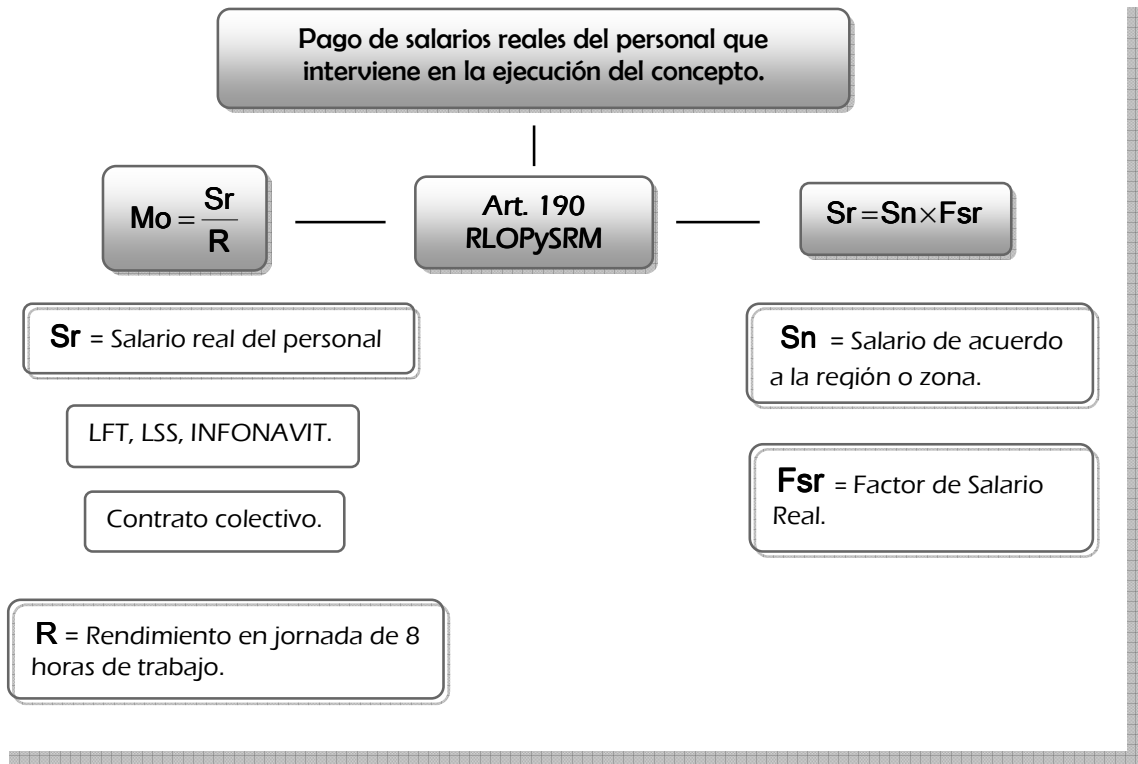 Pago de salarios reales del personal que
interviene en la ejecución del concepto.
Mo = Sr / R
Art. 190
RLOPySRM
Sr = Sn × Fsr
Sr = Salario real del personal
LFT, LSS, INFONAVIT.
Contrato colectivo.
R = Rendimiento en jornada de 8
horas de trabajo.
Sn = Salario de acuerdo
a la región o zona.
Fsr = Factor de Salario
Real.